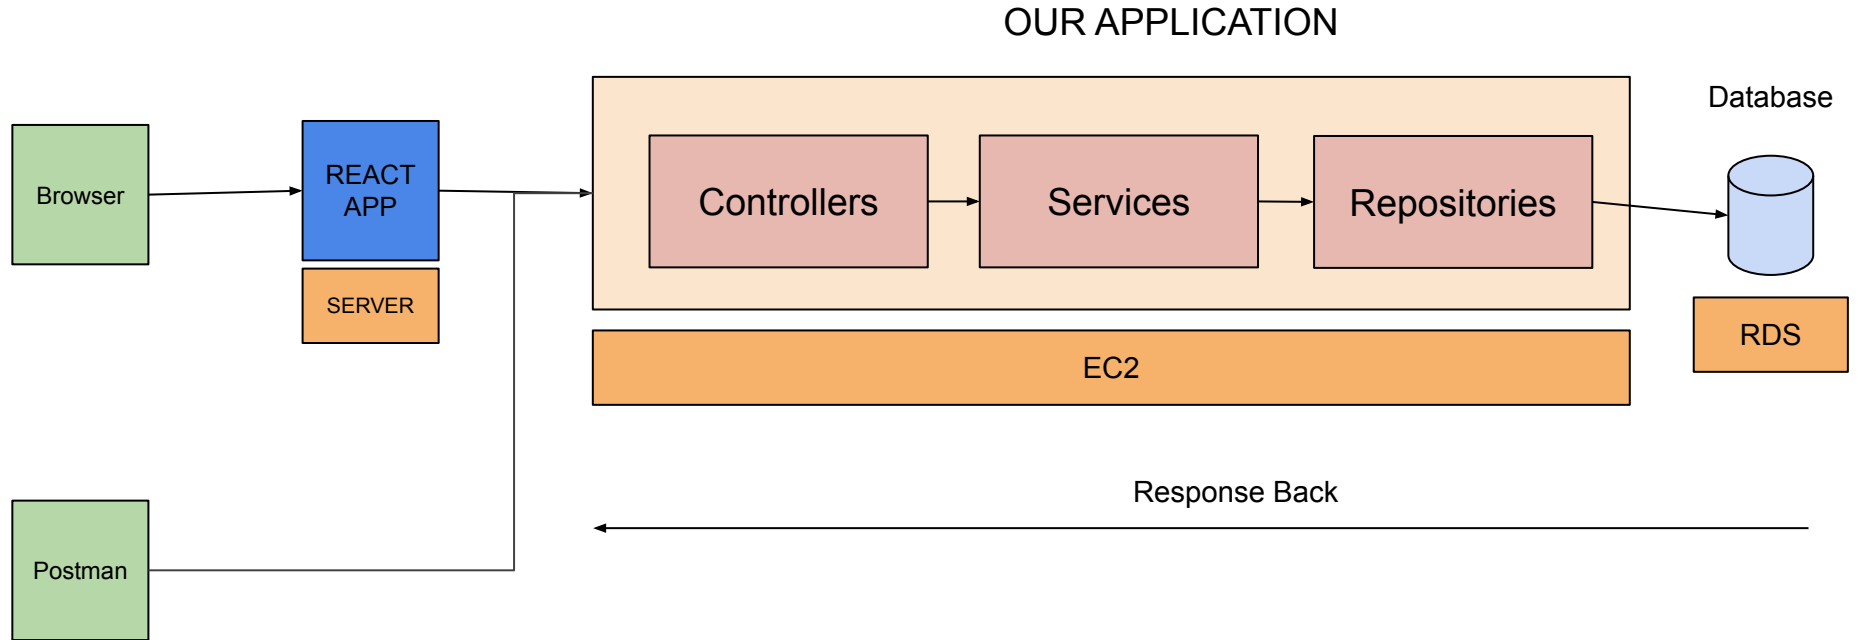 OUR APPLICATION
Database
Browser
REACT
APP
Controllers
Services
Repositories
SERVER
RDS
EC2
Response Back
Postman